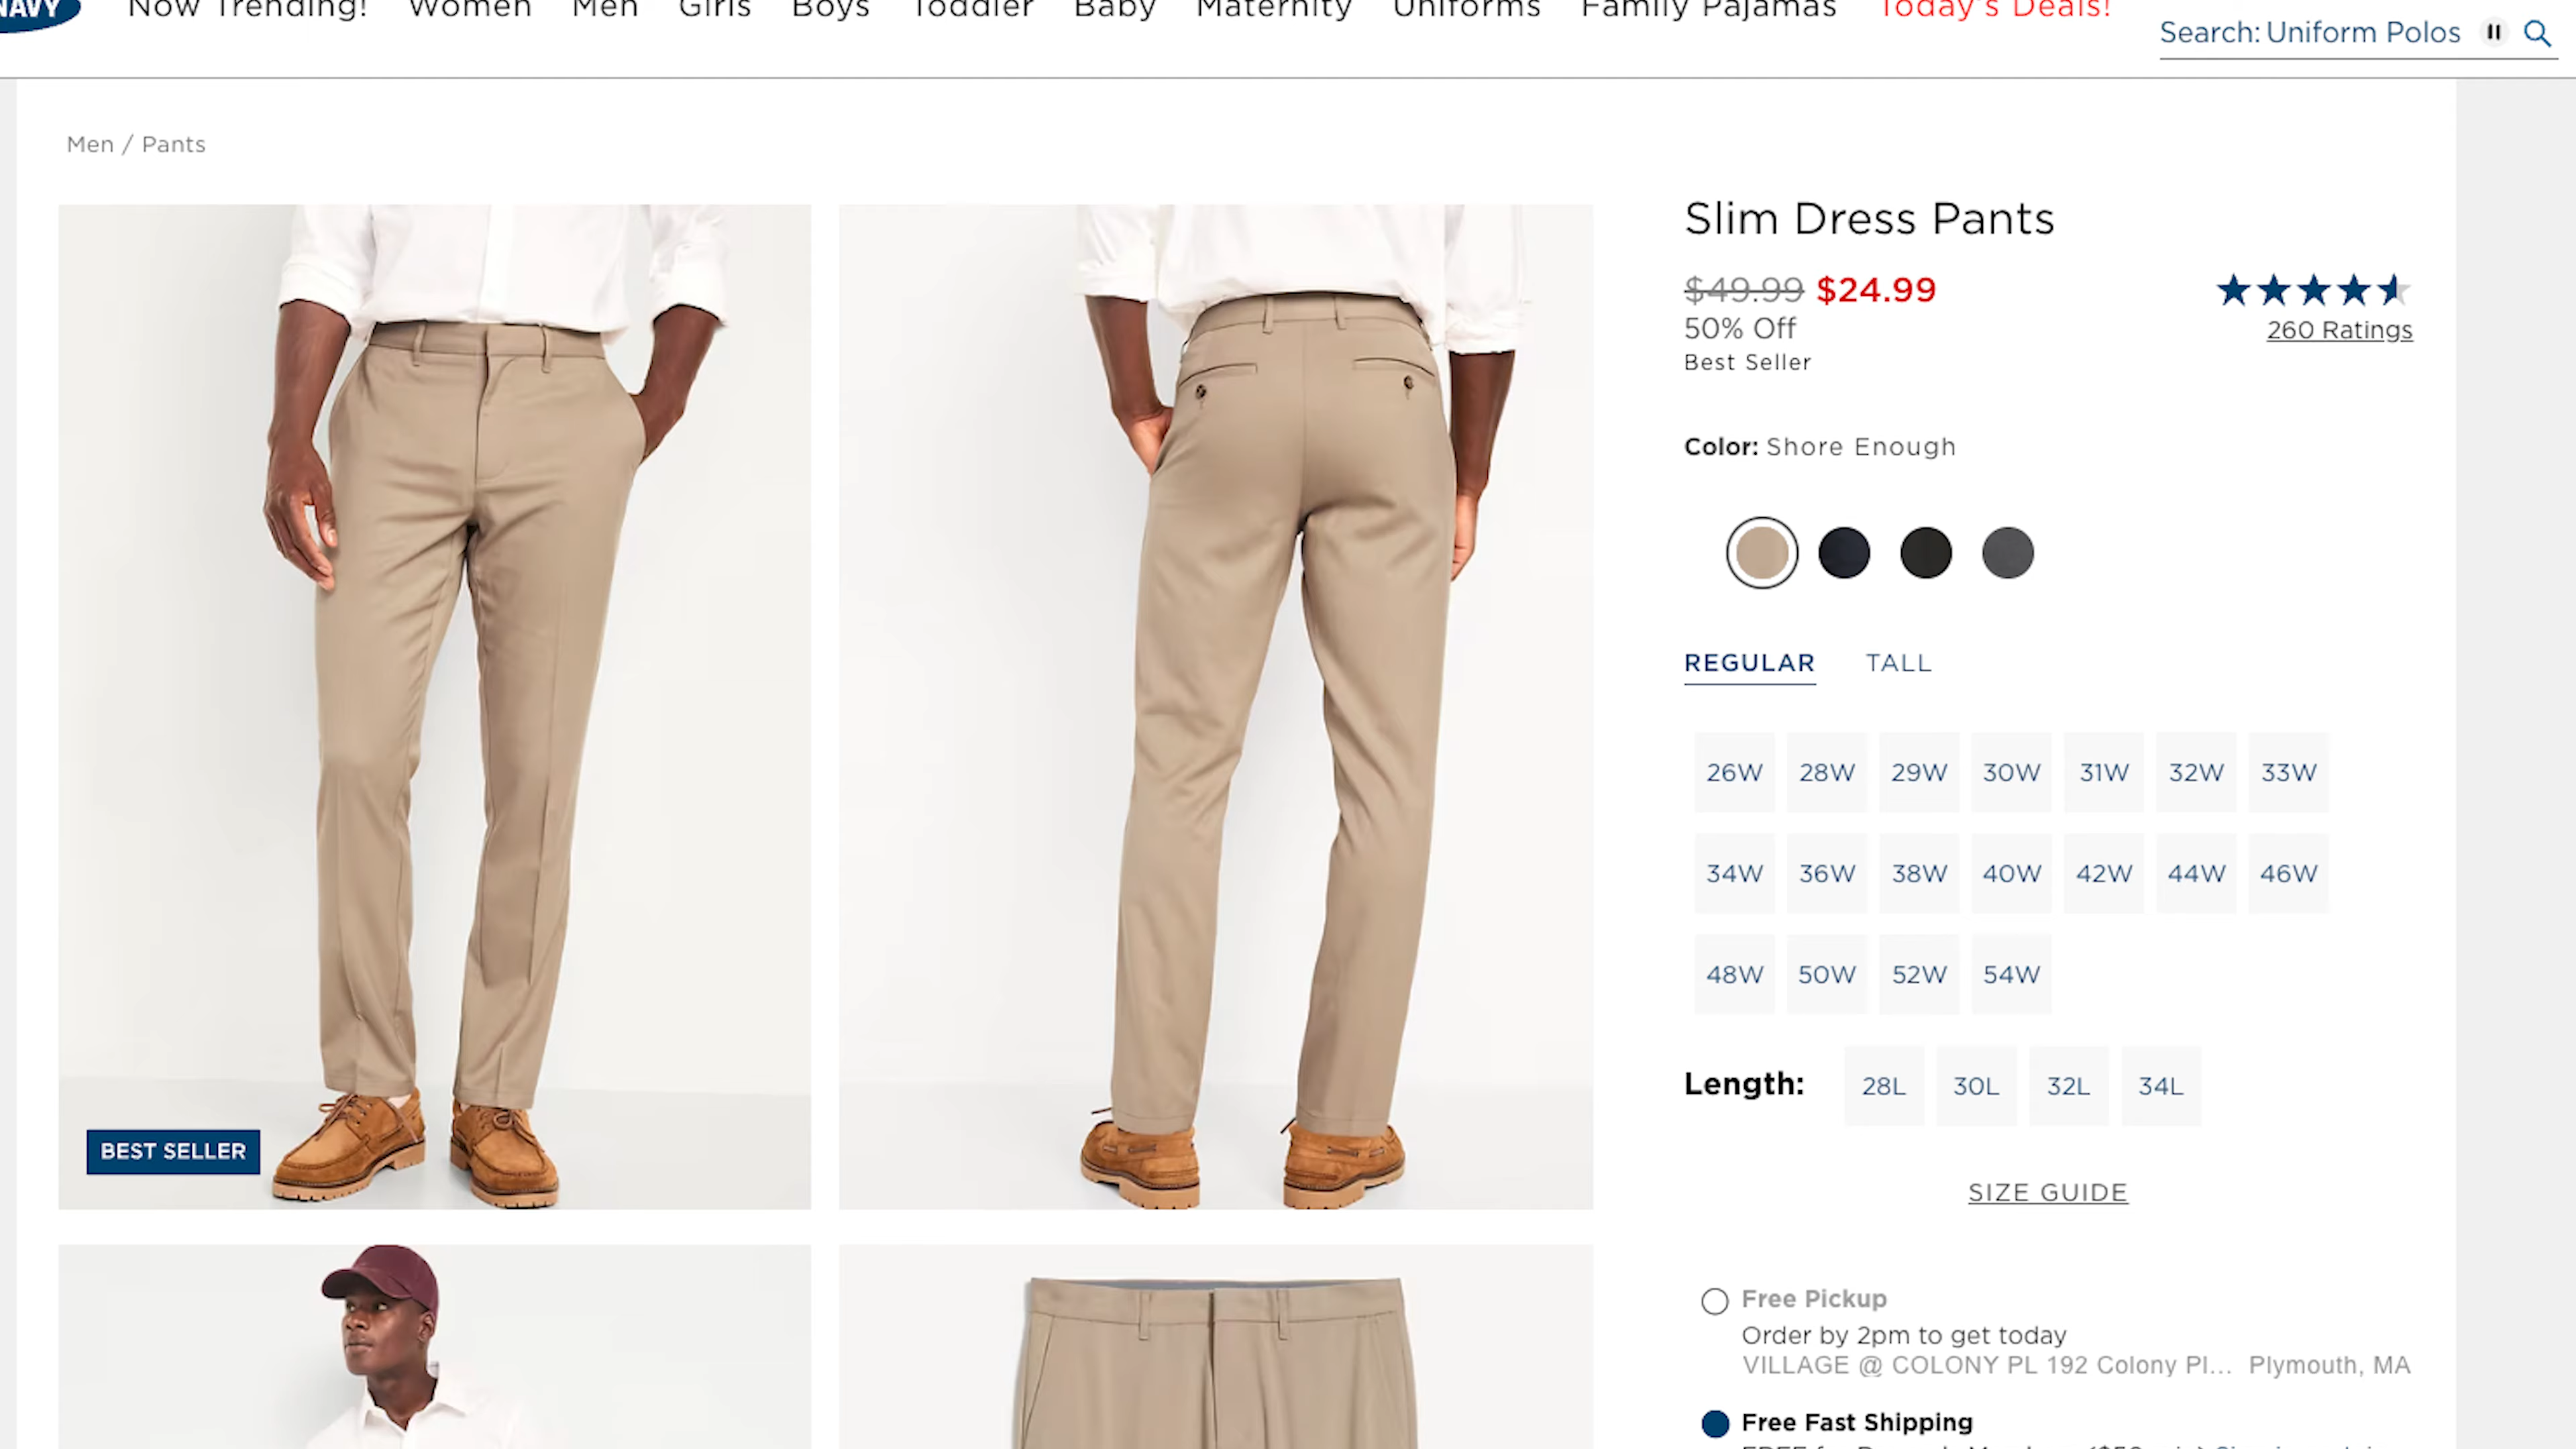 NAVY
Now Trending! Women Men Girls Boys Toddler Baby Maternity Uniforms Family Pajamas Today's Deals!
Search: Uniform Polos
Men / Pants
Slim Dress Pants
$49.99 $24.99
50% Off
260 Ratings
Best Seller
Color: Shore Enough
REGULAR TALL
26W 28W 29W 30W 31W 32W 33W
34W 36W 38W 40W 42W 44W 46W
48W 50W 52W 54W
Length: 28L 30L 32L 34L
BEST SELLER
SIZE GUIDE
Free Pickup
Order by 2pm to get today
VILLAGE @ COLONY PL 192 Colony Pl... Plymouth, MA
Free Fast Shipping